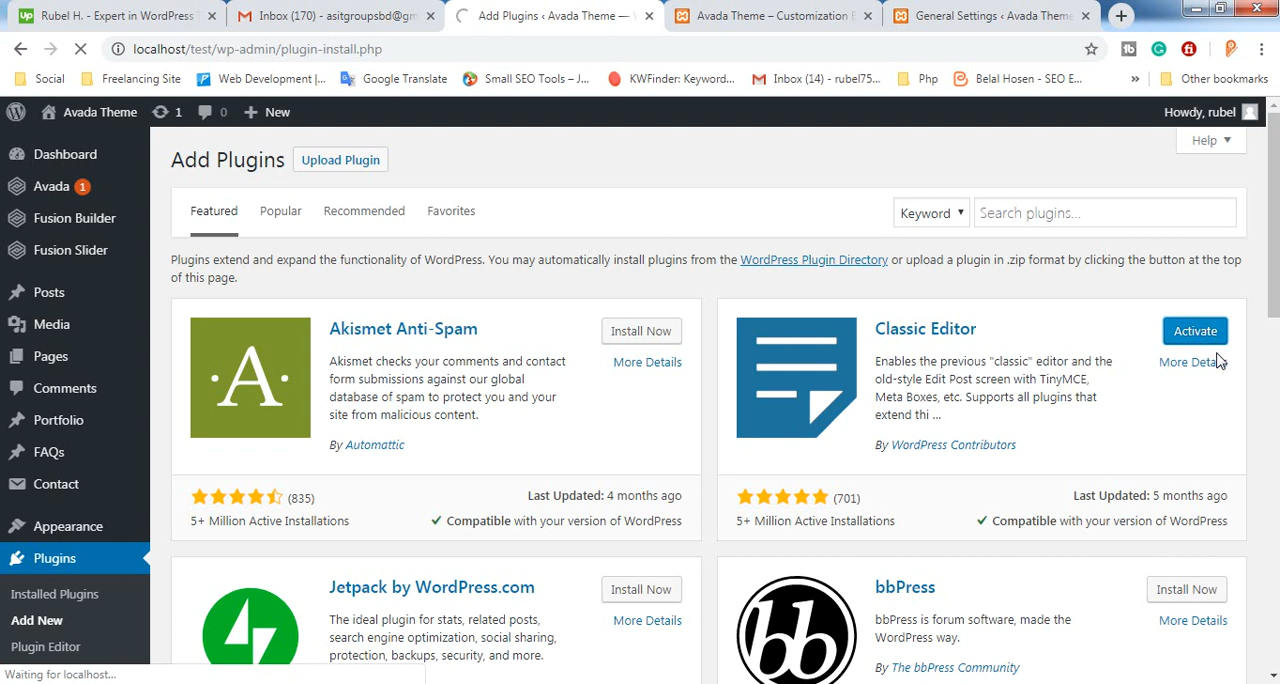 Rubel H. - Expert in WordPress T
Inbox (170) - asitgroupsbd@gm
Add Plugins ‹ Avada Theme —
Avada Theme – Customization E
General Settings ‹ Avada Theme
localhost/test/wp-admin/plugin-install.php
Social
Freelancing Site
Web Development |...
Google Translate
Small SEO Tools – J...
KWFinder: Keywor...
Inbox (14) - rubel75...
Php
Belal Hosen - SEO E...
»
Other bookmarks
Avada Theme
1
0
New
Howdy, rubel
Dashboard
Avada 1
Fusion Builder
Fusion Slider
Posts
Media
Pages
Comments
Portfolio
FAQs
Contact
Appearance
Plugins
Installed Plugins
Add New
Plugin Editor
Help
Add Plugins
Upload Plugin
Featured
Popular
Recommended
Favorites
Keyword
Search plugins...
Plugins extend and expand the functionality of WordPress. You may automatically install plugins from the WordPress Plugin Directory or upload a plugin in .zip format by clicking the button at the top
of this page.
Akismet Anti-Spam
Install Now
More Details
Akismet checks your comments and contact
form submissions against our global
database of spam to protect you and your
site from malicious content.
By Automattic
(835)
Last Updated: 4 months ago
5+ Million Active Installations
Compatible with your version of WordPress
Classic Editor
Activate
More Details
Enables the previous "classic" editor and the
old-style Edit Post screen with TinyMCE,
Meta Boxes, etc. Supports all plugins that
extend thi ...
By WordPress Contributors
(701)
Last Updated: 5 months ago
5+ Million Active Installations
Compatible with your version of WordPress
Jetpack by WordPress.com
Install Now
More Details
The ideal plugin for stats, related posts,
search engine optimization, social sharing,
protection, backups, security, and more.
bbPress
Install Now
More Details
bbPress is forum software, made the
WordPress way.
By The bbPress Community
Waiting for localhost...